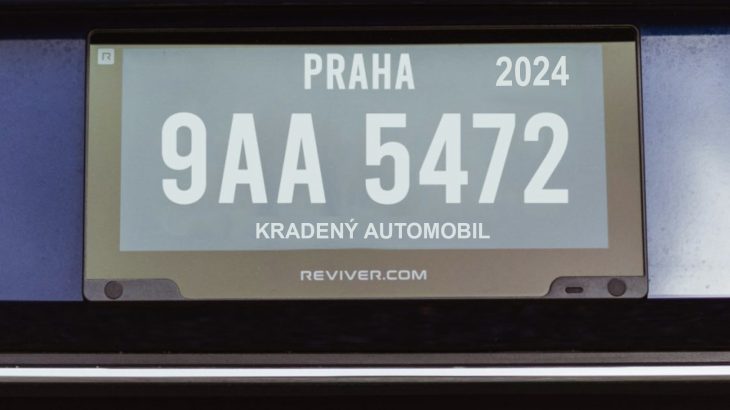 R
PRAHA 2024
9AA 5472
KRADENÝ AUTOMOBIL
REVIVER.COM